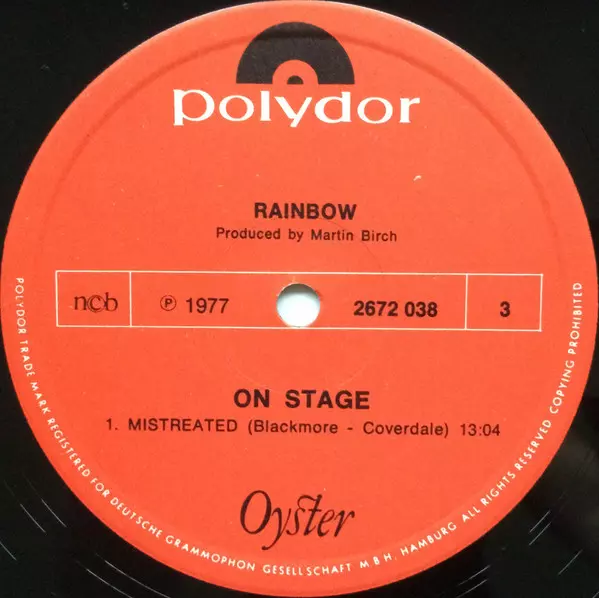 polydor
RAINBOW
Produced by Martin Birch
ncb
℗ 1977
2672 038
3
ON STAGE
1. MISTREATED (Blackmore - Coverdale) 13:04
Oyster
POLYDOR TRADE MARK REGISTERED FOR DEUTSCHE GRAMMOPHON GESELLSCHAFT M B H. HAMBURG ALL RIGHTS RESERVED COPYING PROHIBITED